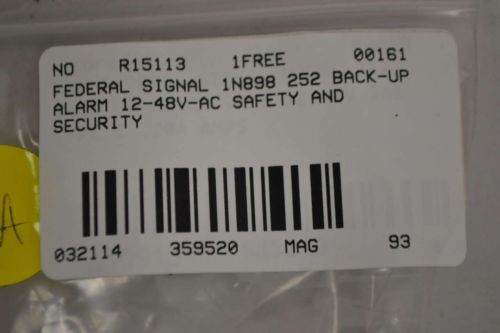 NO R15113 1FREE 00161
FEDERAL SIGNAL 1N898 252 BACK-UP
ALARM 12-48V-AC SAFETY AND
SECURITY
A
032114 359520 MAG 93